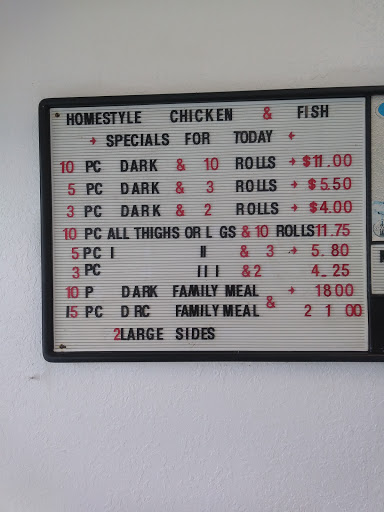 HOMESTYLE CHICKEN & FISH
→ SPECIALS FOR TODAY ←
10 PC DARK & 10 ROLLS → $11.00
5 PC DARK & 3 ROLLS → $5.50
3 PC DARK & 2 ROLLS → $4.00
10 PC ALL THIGHS OR L GS & 10 ROLLS 11.75
5 PC I II & 3 → 5.80
3 PC I I I & 2 4.25
10 P DARK FAMILY MEAL → 18 00
&
15 PC D RC FAMILY MEAL 2 1 00
2 LARGE SIDES